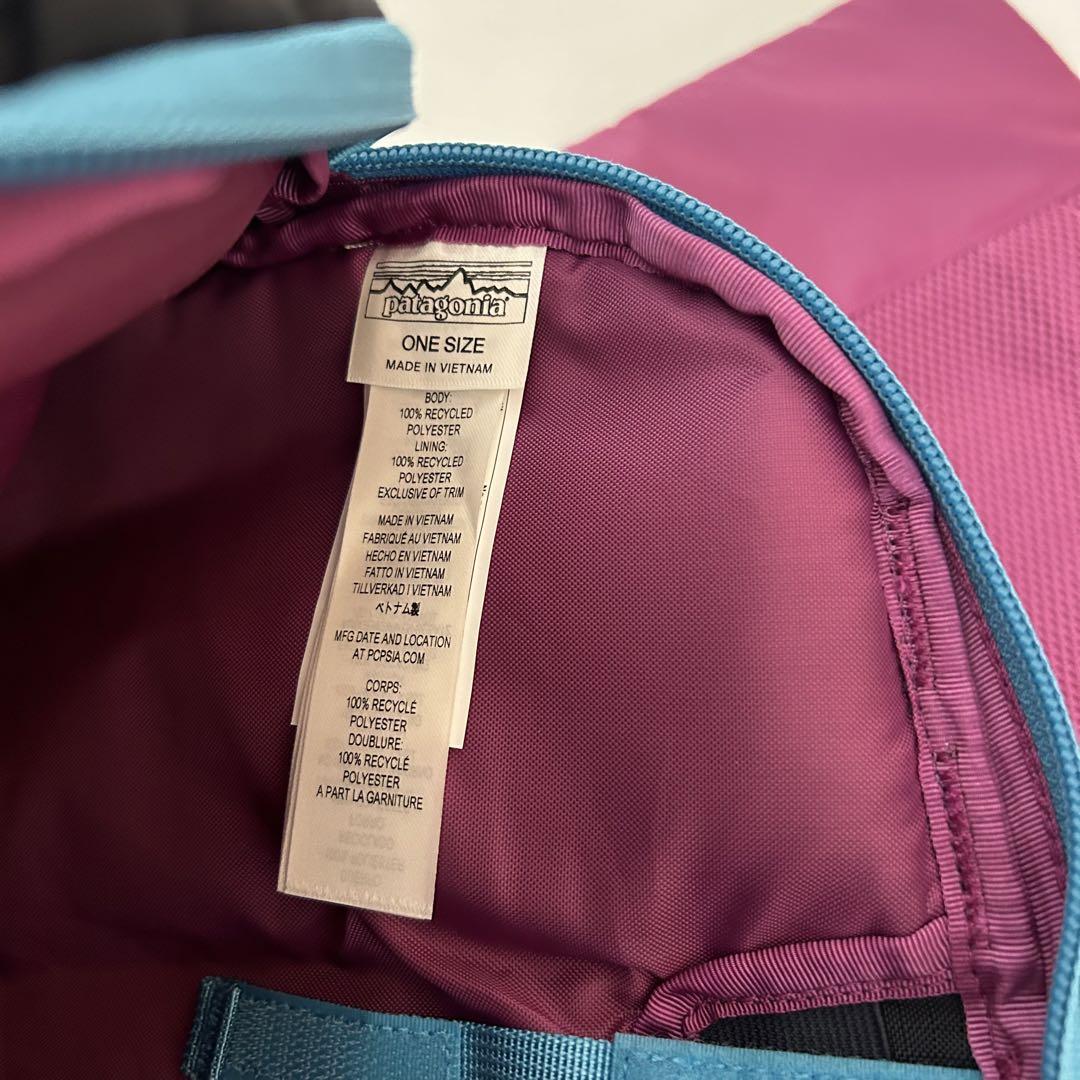 patagonia®
ONE SIZE
MADE IN VIETNAM
BODY:
100% RECYCLED
POLYESTER
LINING:
100% RECYCLED
POLYESTER
EXCLUSIVE OF TRIM
MADE IN VIETNAM
FABRIQUÉ AU VIETNAM
HECHO EN VIETNAM
FATTO IN VIETNAM
TILLVERKAD I VIETNAM
ベトナム製
MFG DATE AND LOCATION
AT PCPSIA.COM
CORPS:
100% RECYCLÉ
POLYESTER
DOUBLURE:
100% RECYCLÉ
POLYESTER
A PART LA GARNITURE